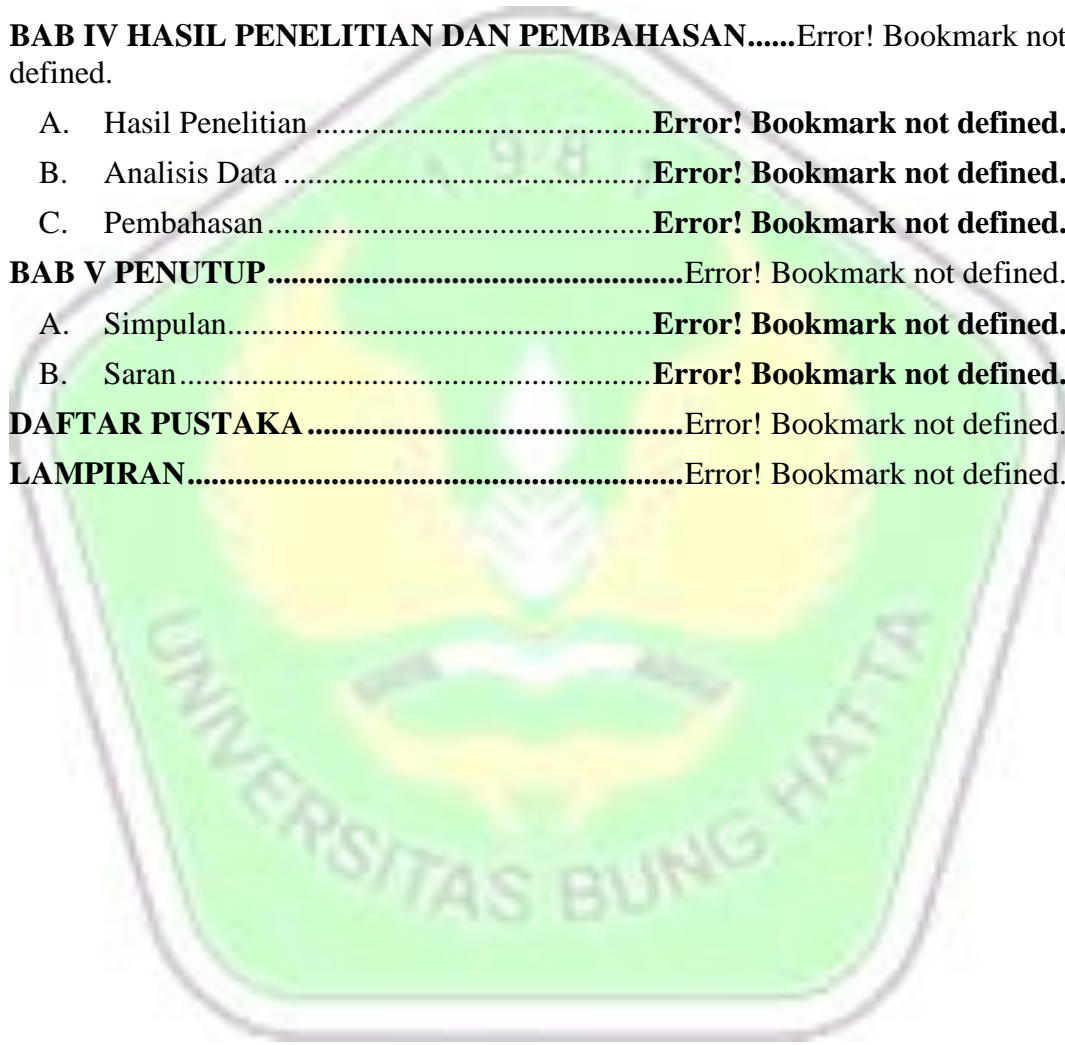 BAB IV HASIL PENELITIAN DAN PEMBAHASAN......Error! Bookmark not
defined.
A. Hasil Penelitian ..........................................Error! Bookmark not defined.
B. Analisis Data ..............................................Error! Bookmark not defined.
C. Pembahasan ................................................Error! Bookmark not defined.
BAB V PENUTUP....................................................Error! Bookmark not defined.
A. Simpulan.....................................................Error! Bookmark not defined.
B. Saran...........................................................Error! Bookmark not defined.
DAFTAR PUSTAKA ...............................................Error! Bookmark not defined.
LAMPIRAN..............................................................Error! Bookmark not defined.
UNIVERSITAS BUNG HATTA